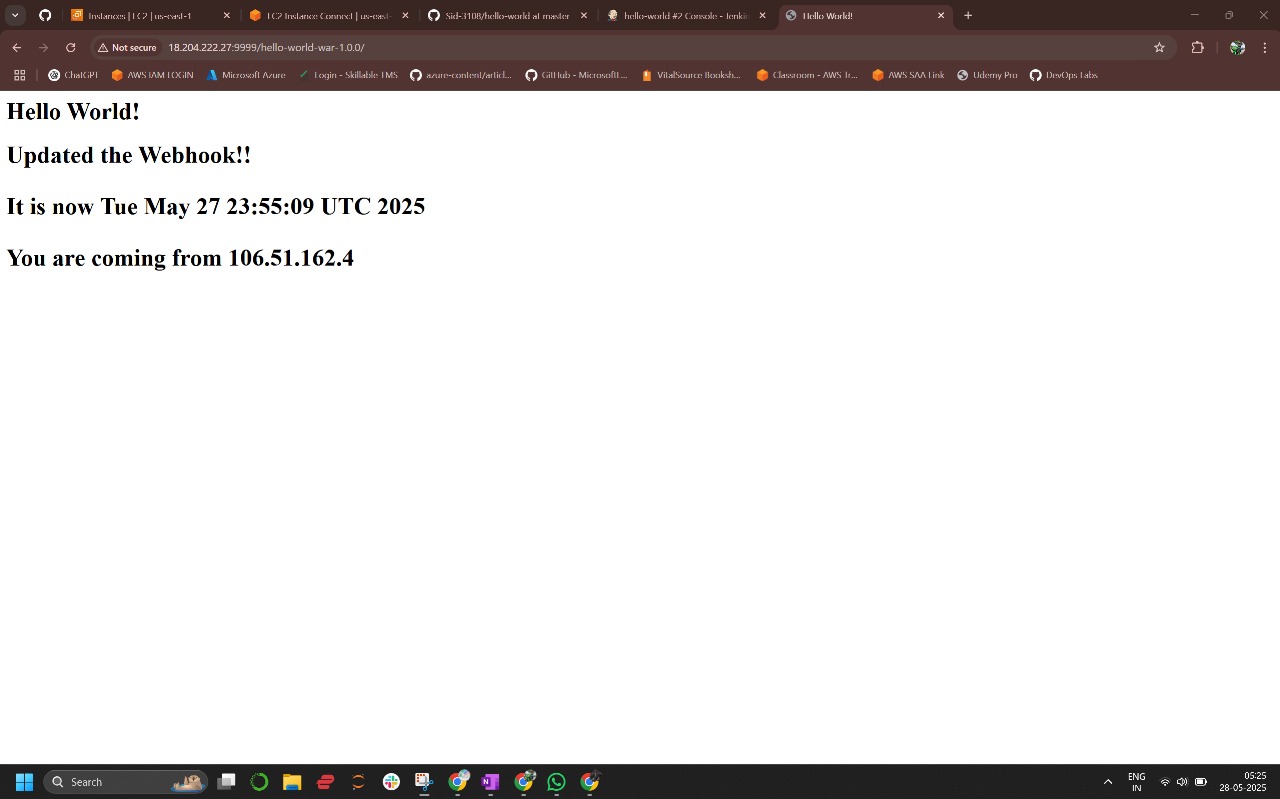 Instances | EC2 | us-east-1
EC2 Instance Connect | us-east-
Sid-3108/hello-world at master
hello-world #2 Console - Jenkin
Hello World!
Not secure
18.204.222.27:9999/hello-world-war-1.0.0/
ChatGPT
AWS IAM LOGIN
Microsoft Azure
Login - Skillable TMS
azure-content/articl...
GitHub - Microsoft/...
VitalSource Booksh...
Classroom - AWS Tr...
AWS SAA Link
Udemy Pro
DevOps Labs
Hello World!
Updated the Webhook!!
It is now Tue May 27 23:55:09 UTC 2025
You are coming from 106.51.162.4
Search
ENG
IN
05:25
28-05-2025